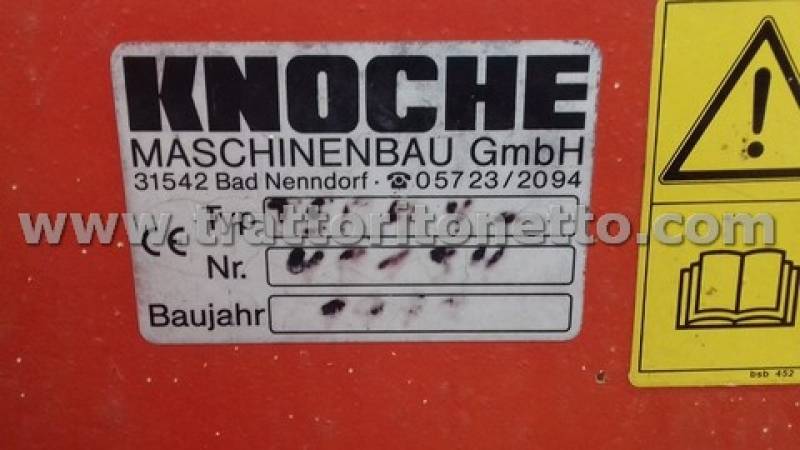 KNOCHE
MASCHINENBAU GmbH
31542 Bad Nenndorf · ☎ 05723/2094
CE Typ
Nr.
Baujahr
www.trattoritonetto.com
bsb 452